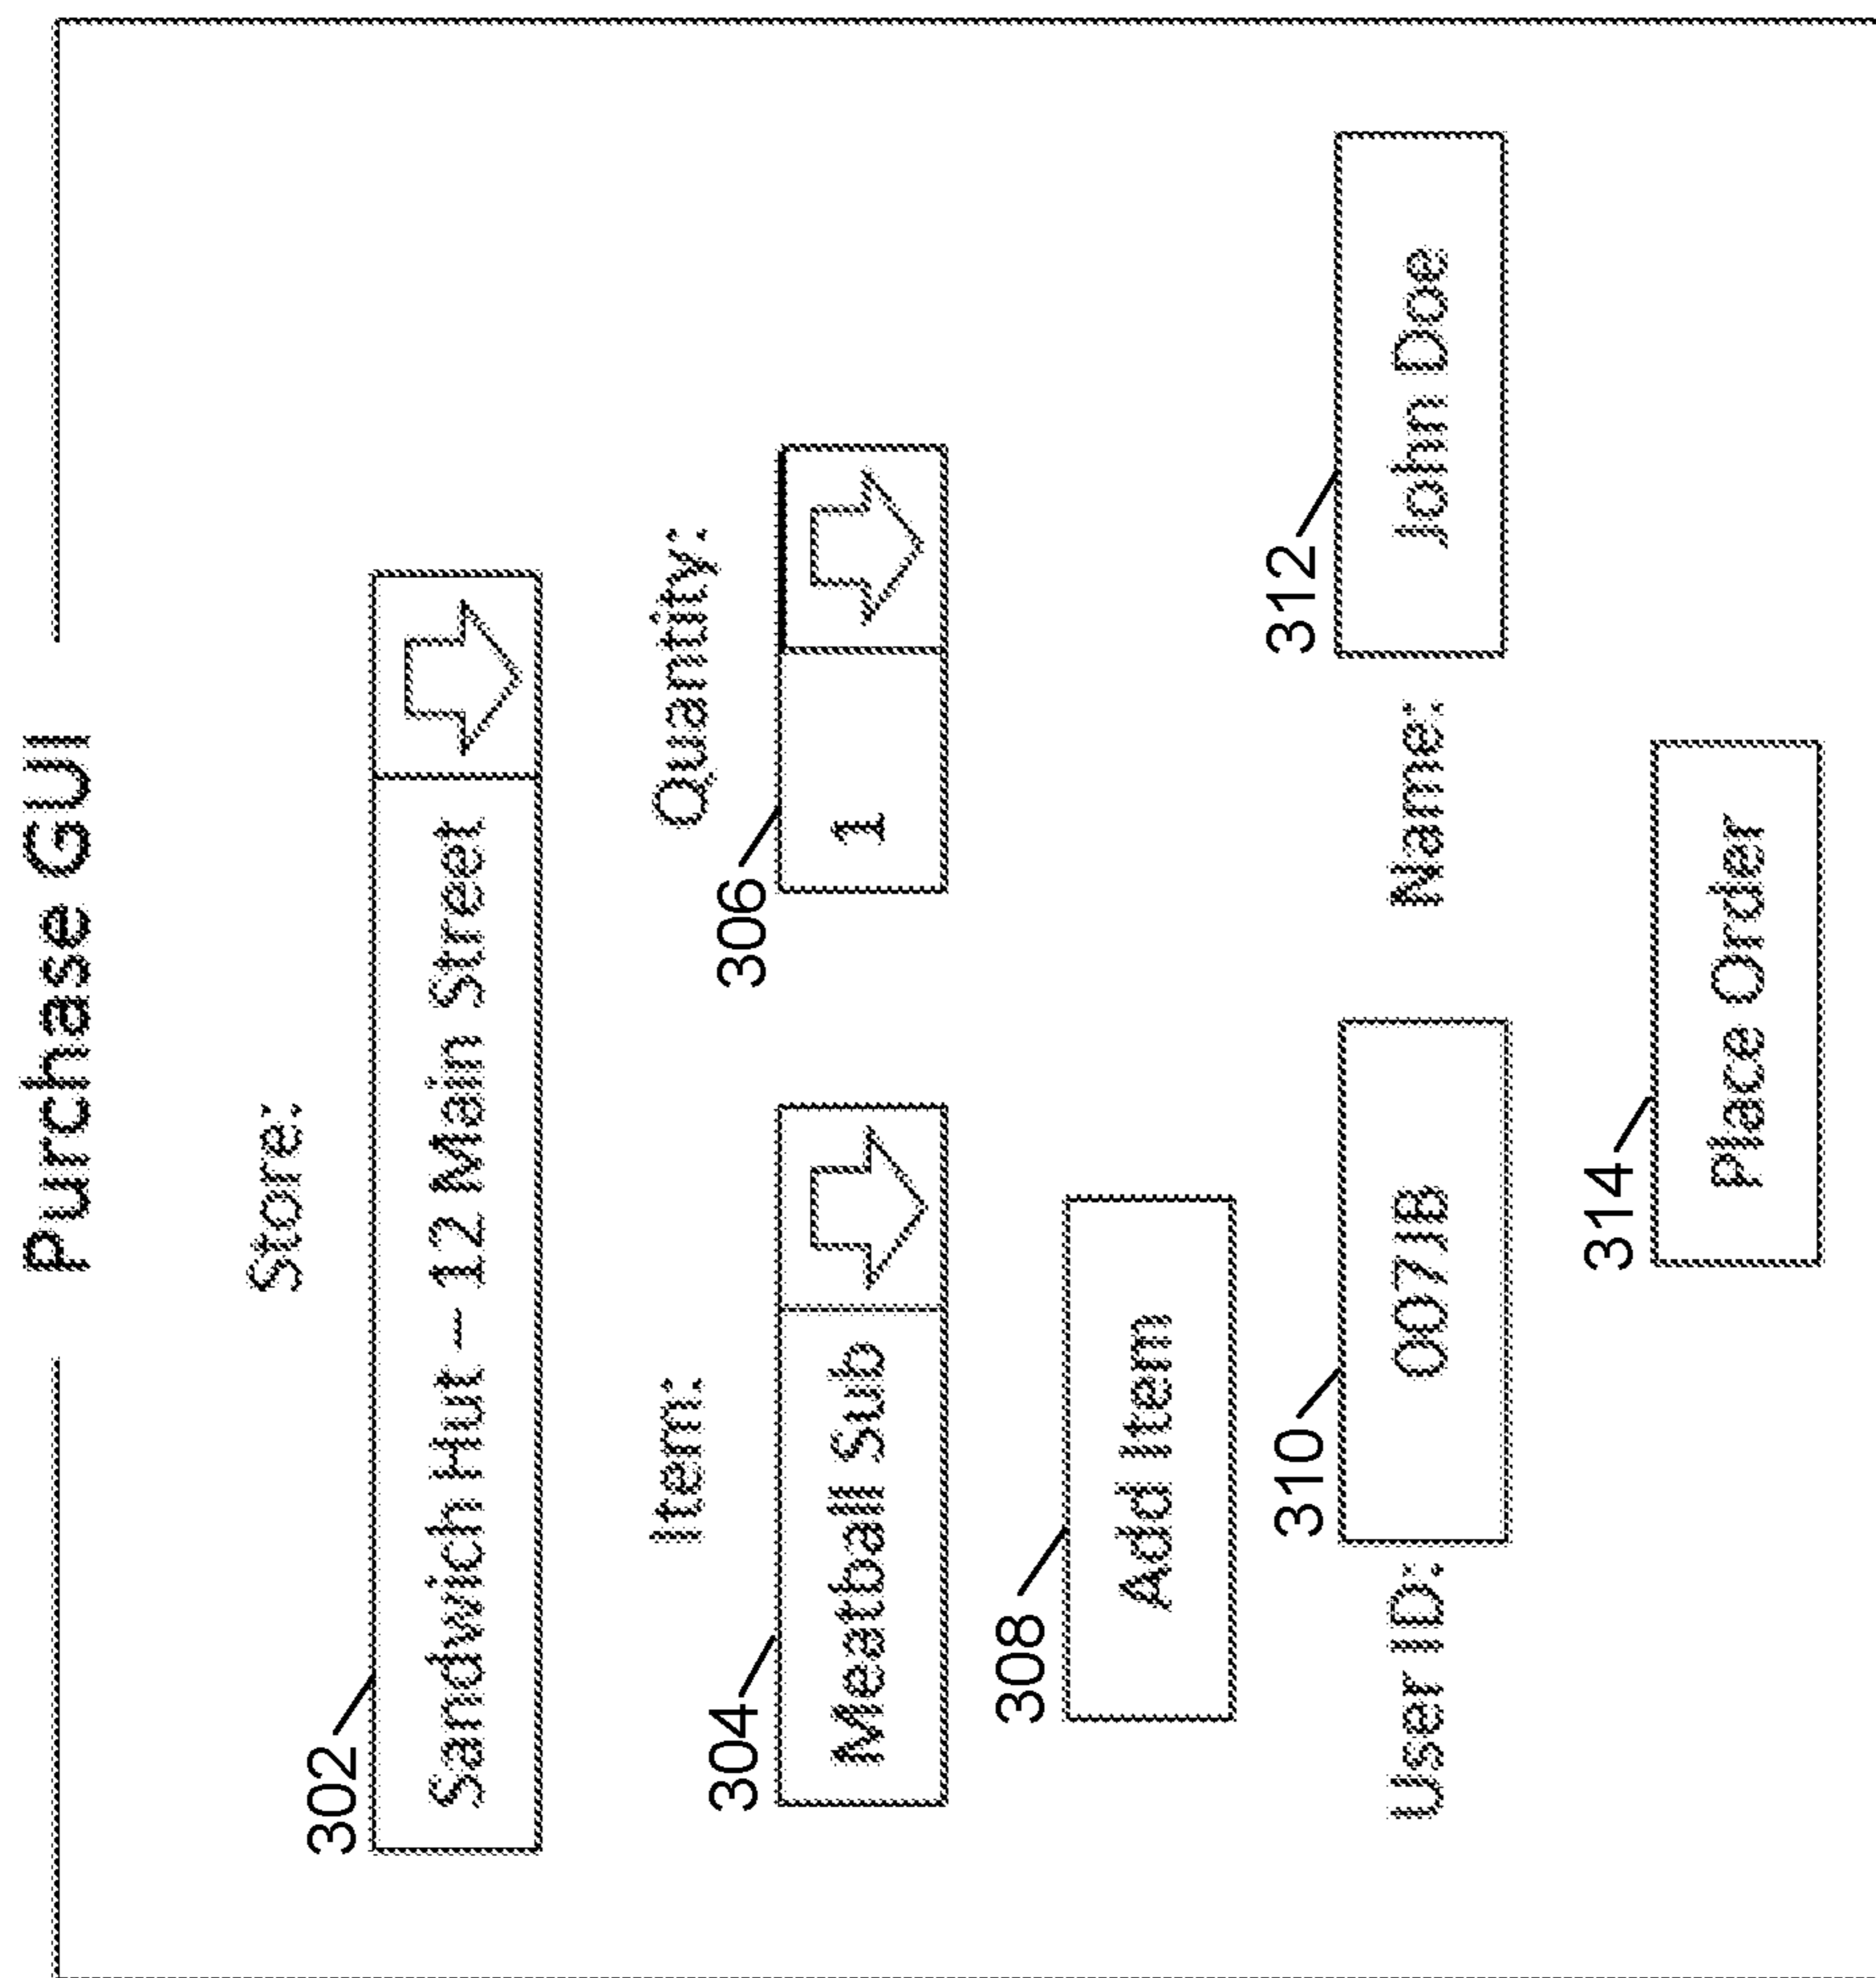 Purchase GUI
Store:
302
Sandwich Hut – 12 Main Street
Item:
Quantity:
304
306
Meatball Sub
1
308
Add Item
310
312
User ID:
007JB
Name:
John Doe
314
Place Order